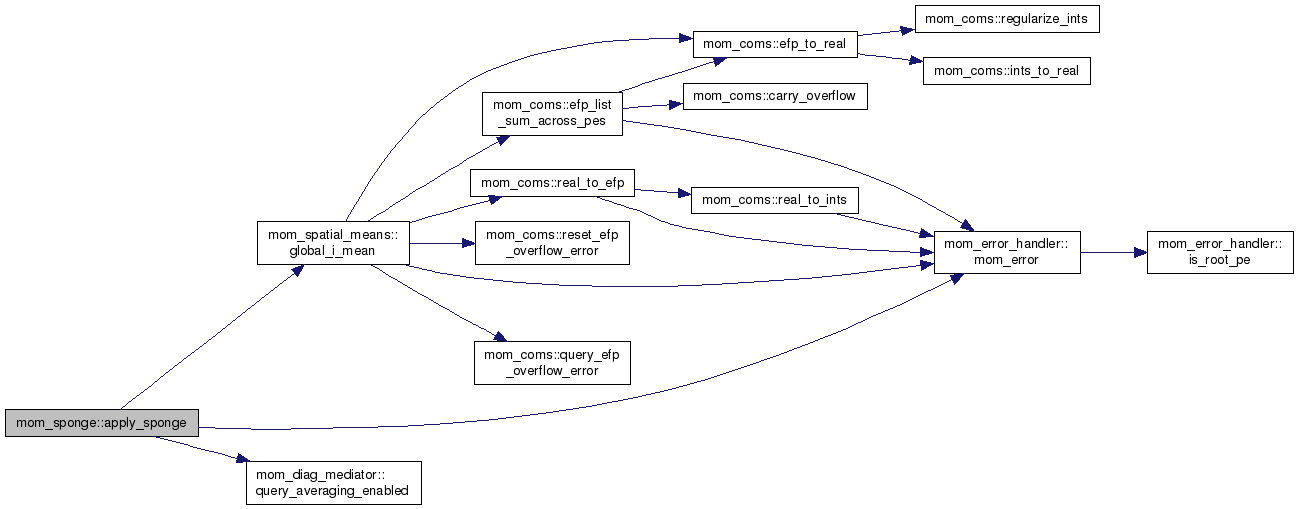 mom_coms::regularize_ints
mom_coms::efp_to_real
mom_coms::ints_to_real
mom_coms::efp_list
_sum_across_pes
mom_coms::carry_overflow
mom_coms::real_to_efp
mom_coms::real_to_ints
mom_spatial_means::
global_i_mean
mom_coms::reset_efp
_overflow_error
mom_error_handler::
mom_error
mom_error_handler::
is_root_pe
mom_coms::query_efp
_overflow_error
mom_sponge::apply_sponge
mom_diag_mediator::
query_averaging_enabled